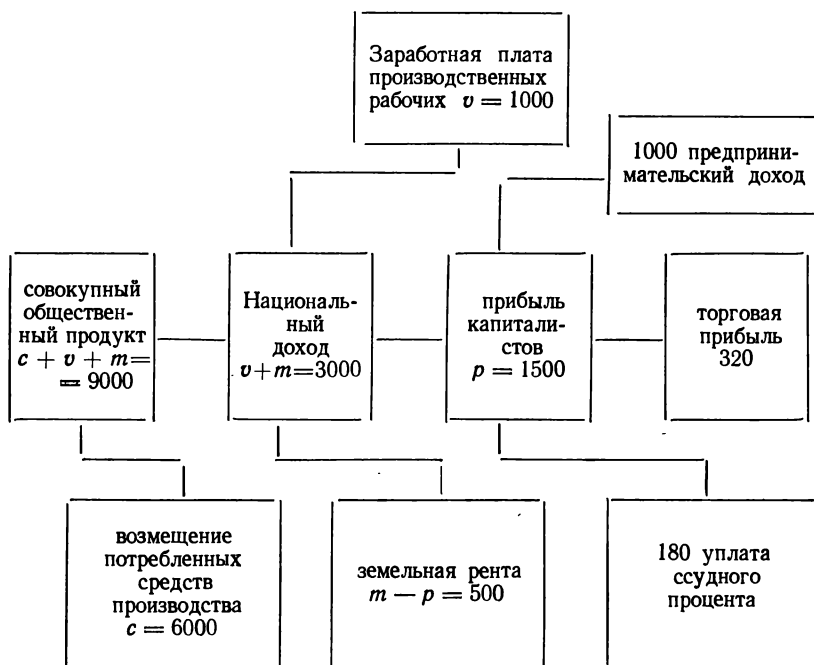 Заработная плата
производственных
рабочих v = 1000
1000 предприни-
мательский доход
совокупный
обществен-
ный продукт
c + v + m =
= 9000
Националь-
ный
доход
v+m=3000
прибыль
капитали-
стов
p = 1500
торговая
прибыль
320
возмещение
потребленных
средств
производства
c = 6000
земельная рента
m — p = 500
180 уплата
ссудного
процента